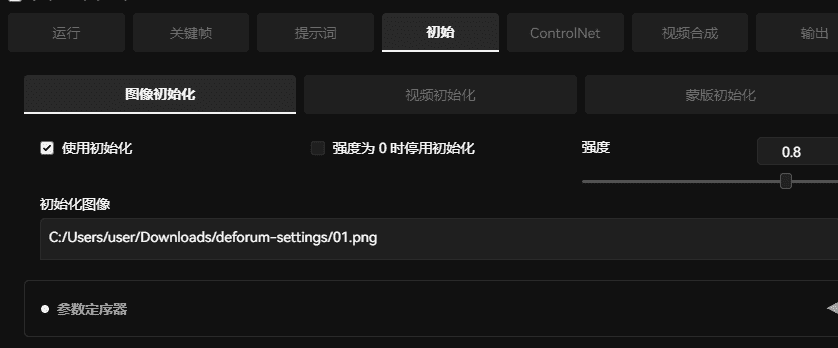 运行 关键帧 提示词 初始 ControlNet 视频合成 输出
图像初始化 视频初始化 蒙版初始化
使用初始化 强度为 0 时停用初始化 强度 0.8
初始化图像
C:/Users/user/Downloads/deforum-settings/01.png
参数定序器